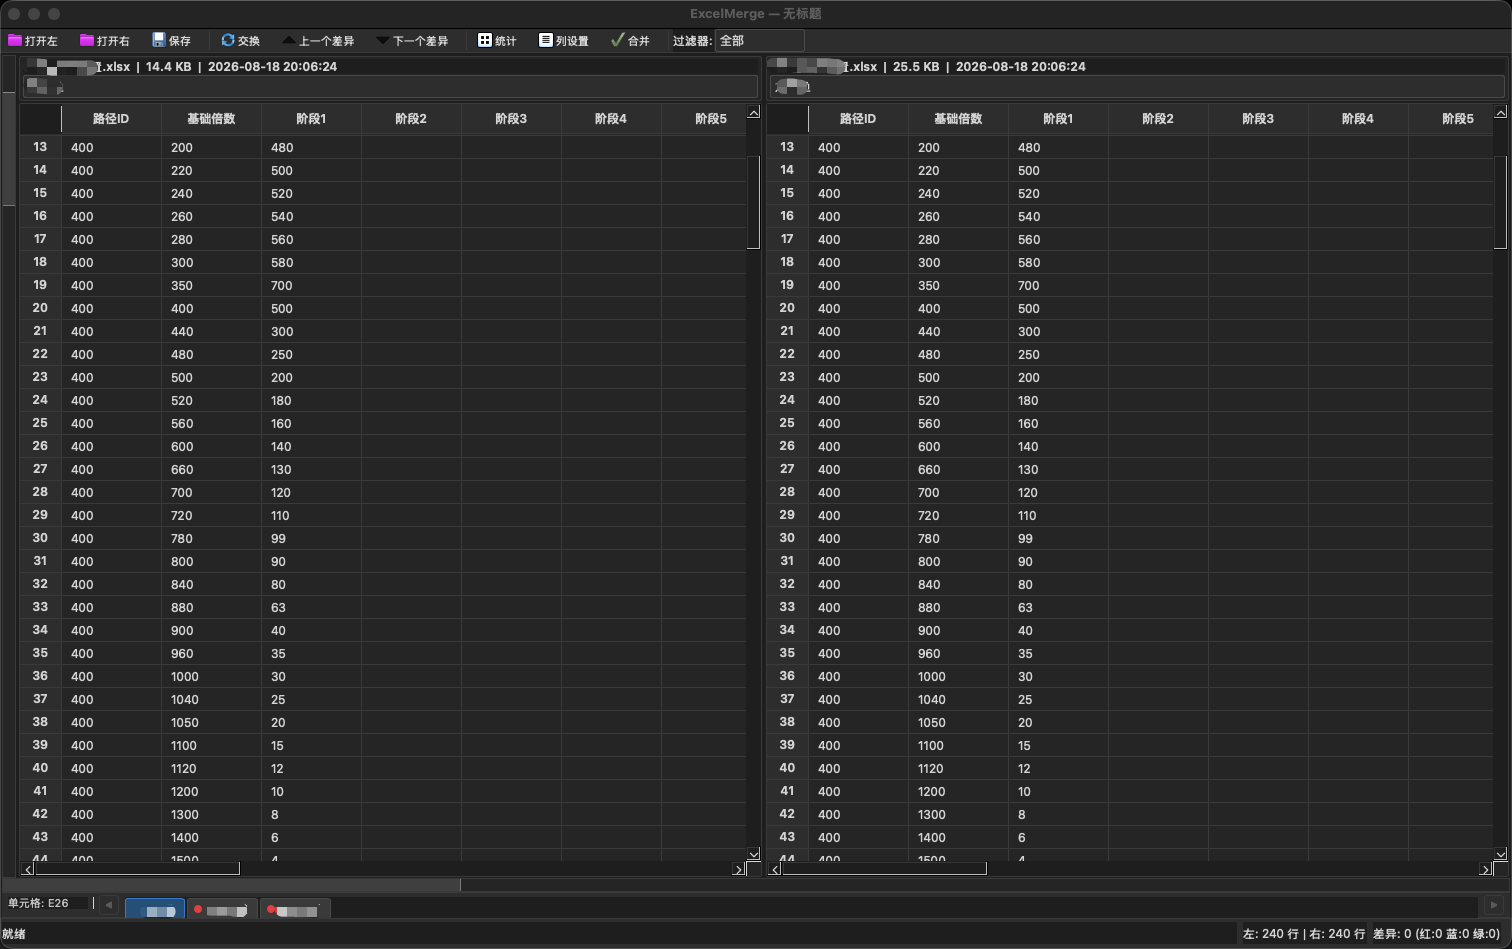 ExcelMerge — 无标题
打开左 打开右 保存 交换 上一个差异 下一个差异 统计 列设置 合并 过滤器: 全部
.xlsx | 14.4 KB | 2026-08-18 20:06:24
路径ID 基础倍数 阶段1 阶段2 阶段3 阶段4 阶段5
13 400 200 480
14 400 220 500
15 400 240 520
16 400 260 540
17 400 280 560
18 400 300 580
19 400 350 700
20 400 400 500
21 400 440 300
22 400 480 250
23 400 500 200
24 400 520 180
25 400 560 160
26 400 600 140
27 400 660 130
28 400 700 120
29 400 720 110
30 400 780 99
31 400 800 90
32 400 840 80
33 400 880 63
34 400 900 40
35 400 960 35
36 400 1000 30
37 400 1040 25
38 400 1050 20
39 400 1100 15
40 400 1120 12
41 400 1200 10
42 400 1300 8
43 400 1400 6
44 400 1500 4
.xlsx | 25.5 KB | 2026-08-18 20:06:24
路径ID 基础倍数 阶段1 阶段2 阶段3 阶段4 阶段5
13 400 200 480
14 400 220 500
15 400 240 520
16 400 260 540
17 400 280 560
18 400 300 580
19 400 350 700
20 400 400 500
21 400 440 300
22 400 480 250
23 400 500 200
24 400 520 180
25 400 560 160
26 400 600 140
27 400 660 130
28 400 700 120
29 400 720 110
30 400 780 99
31 400 800 90
32 400 840 80
33 400 880 63
34 400 900 40
35 400 960 35
36 400 1000 30
37 400 1040 25
38 400 1050 20
39 400 1100 15
40 400 1120 12
41 400 1200 10
42 400 1300 8
43 400 1400 6
44 400 1500 4
单元格: E26
就绪 左: 240 行 | 右: 240 行 差异: 0 (红:0 蓝:0 绿:0)